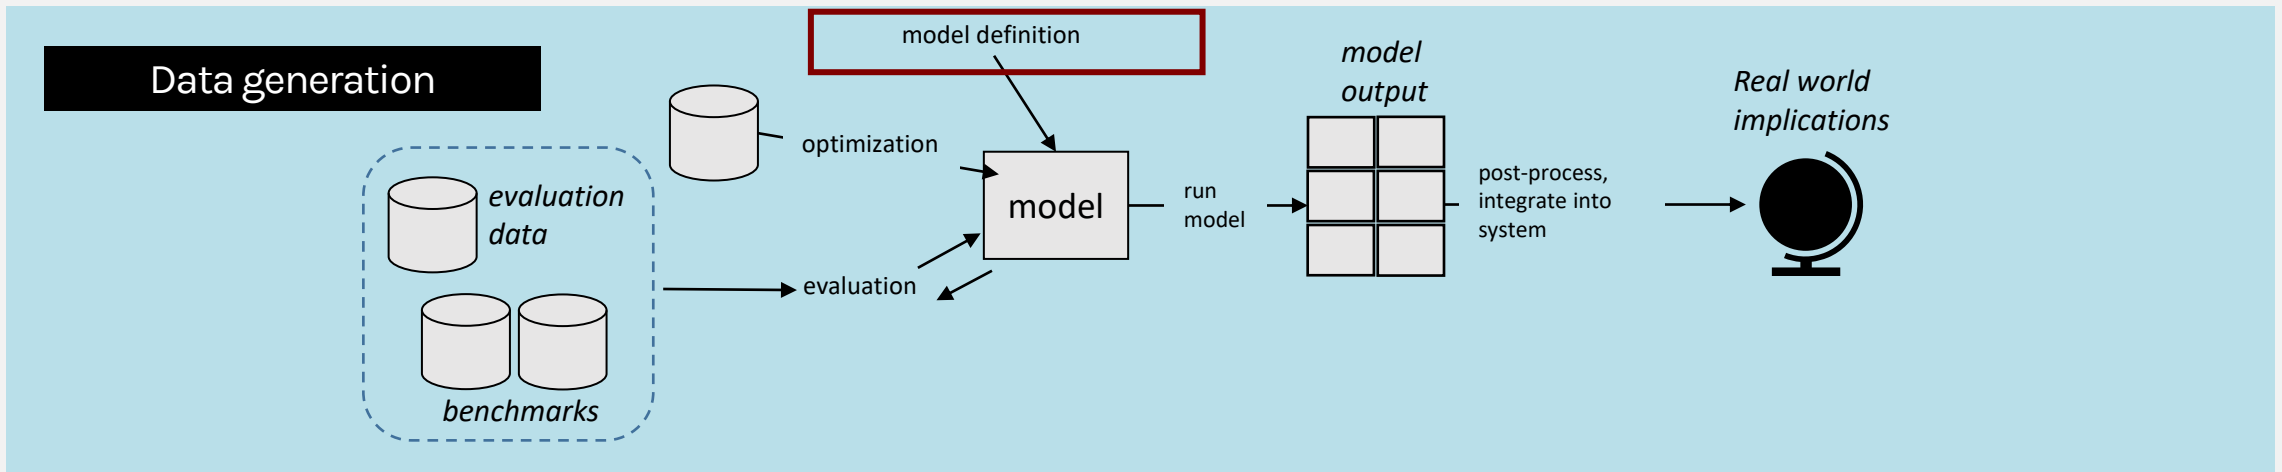 Data generation
model definition
optimization
evaluation
data
benchmarks
evaluation
model
run
model
model
output
post-process,
integrate into
system
Real world
implications